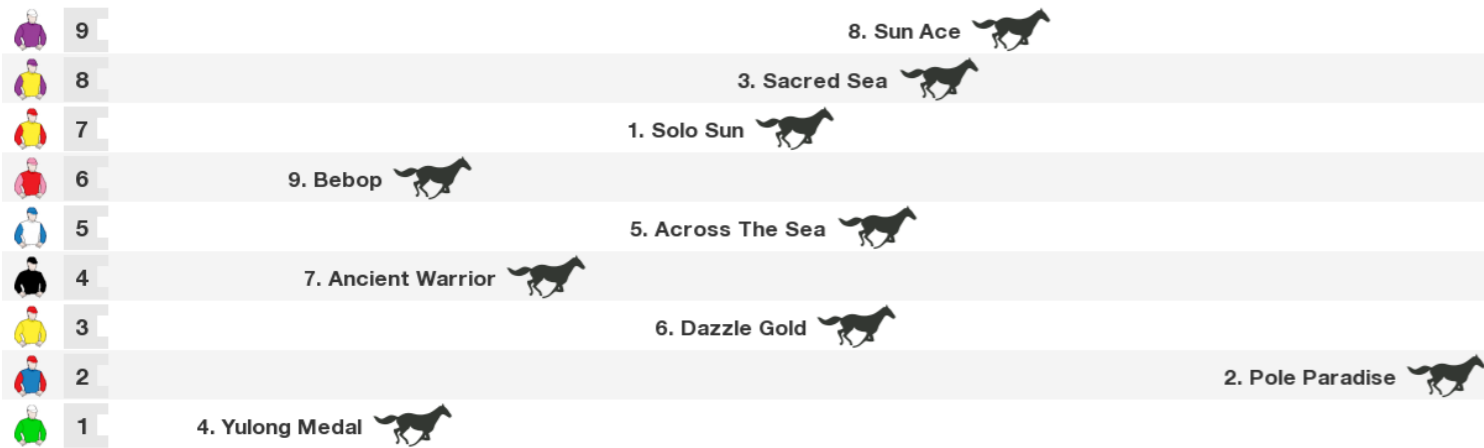 9 8. Sun Ace
8 3. Sacred Sea
7 1. Solo Sun
6 9. Bebop
5 5. Across The Sea
4 7. Ancient Warrior
3 6. Dazzle Gold
2 2. Pole Paradise
1 4. Yulong Medal